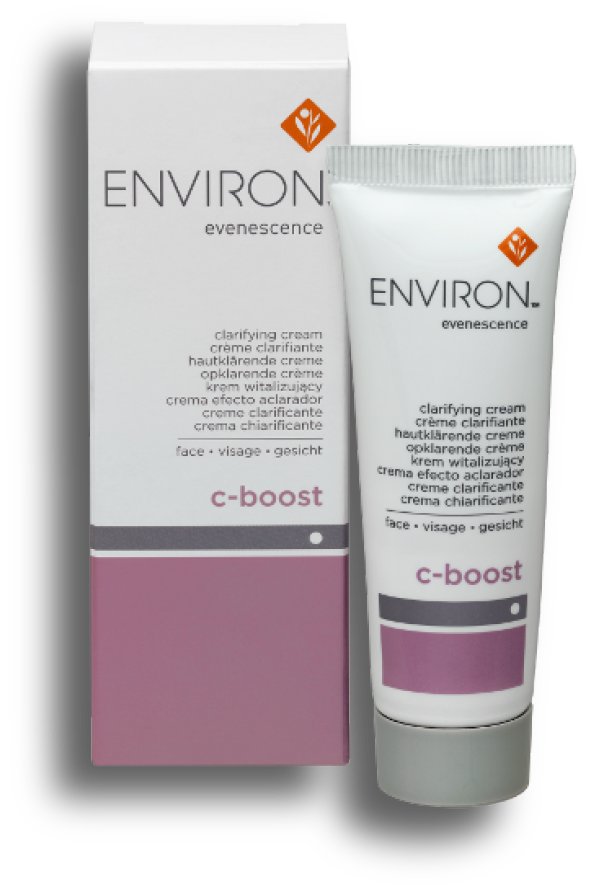 ENVIRON
evenescence
clarifying cream
crème clarifiante
hautklärende creme
opklarende crème
krem witalizujący
crema efecto aclarador
creme clarificante
crema chiarificante
face • visage • gesicht
c-boost
ENVIRON™
evenescence
clarifying cream
crème clarifiante
hautklärende creme
opklarende crème
krem witalizujący
crema efecto aclarador
creme clarificante
crema chiarificante
face • visage • gesicht
c-boost